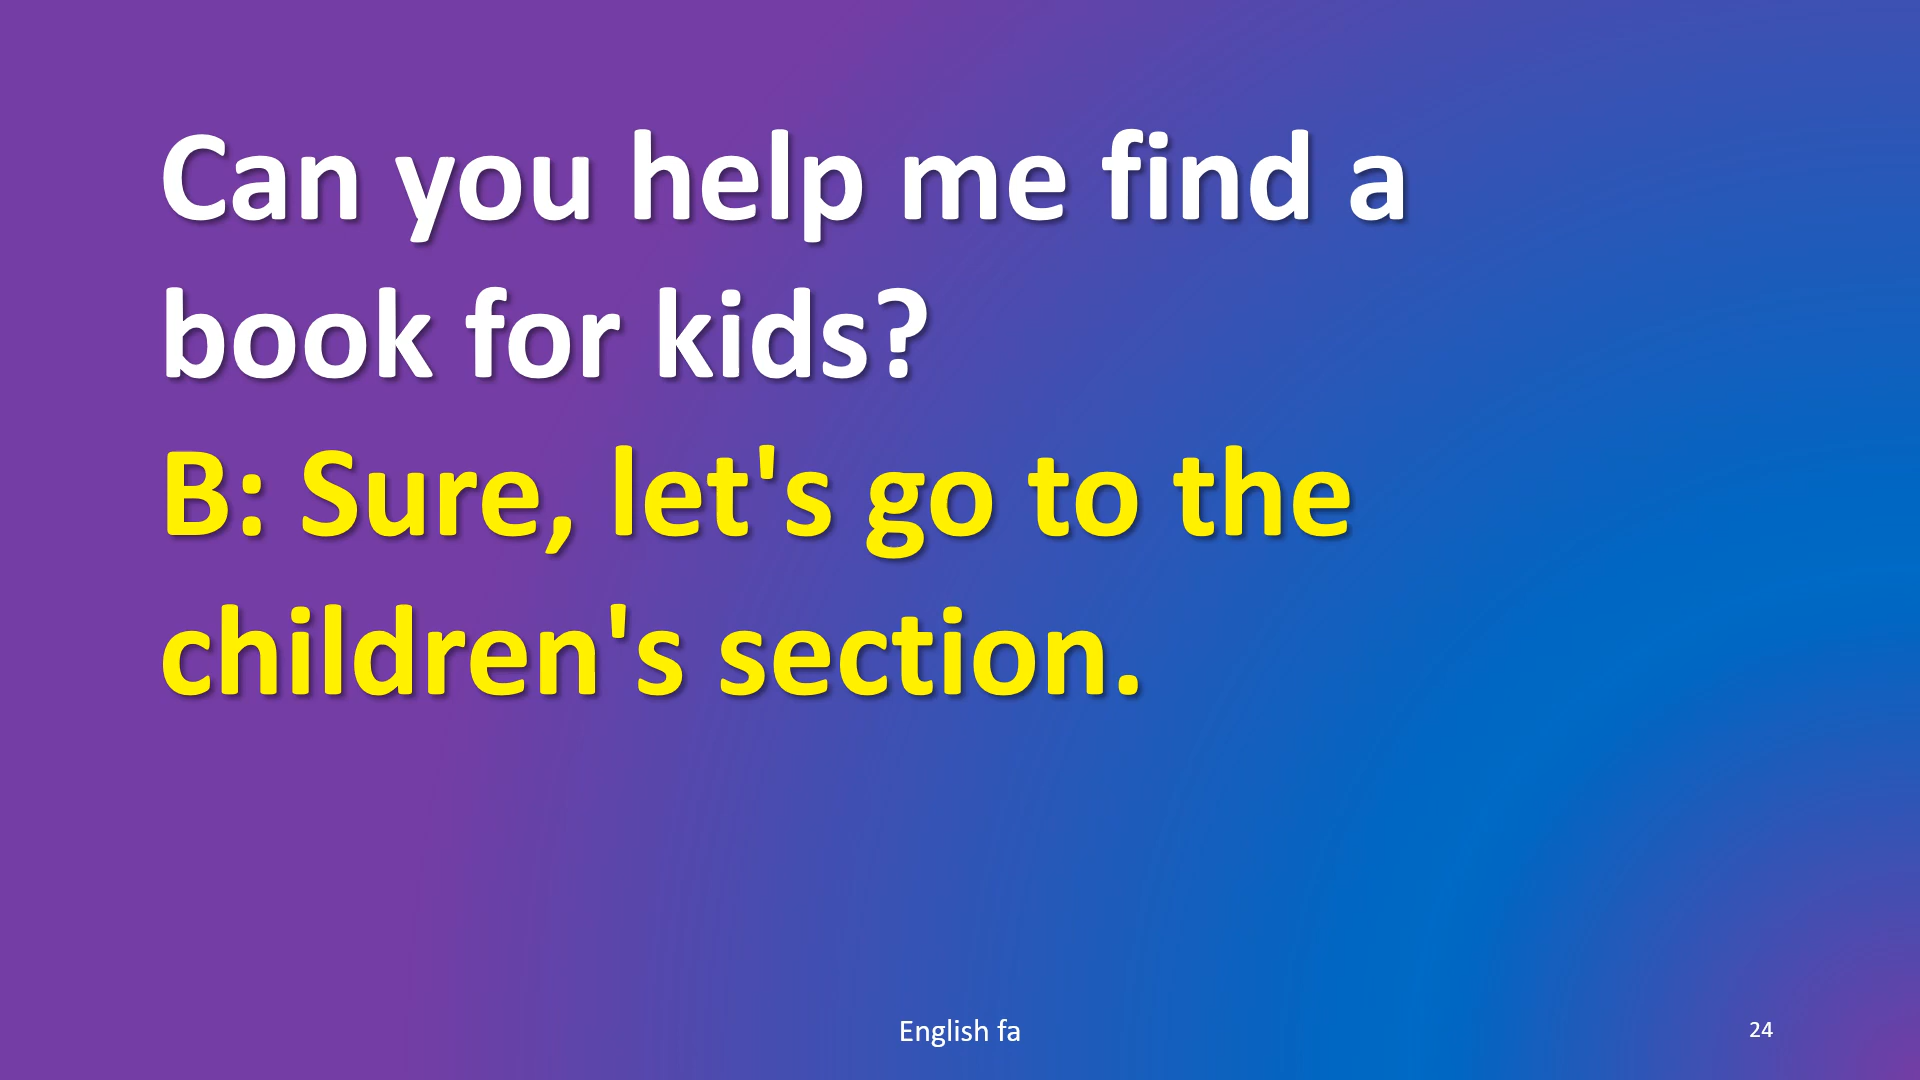 Can you help me find a
book for kids?
B: Sure, let's go to the
children's section.
English fa
24